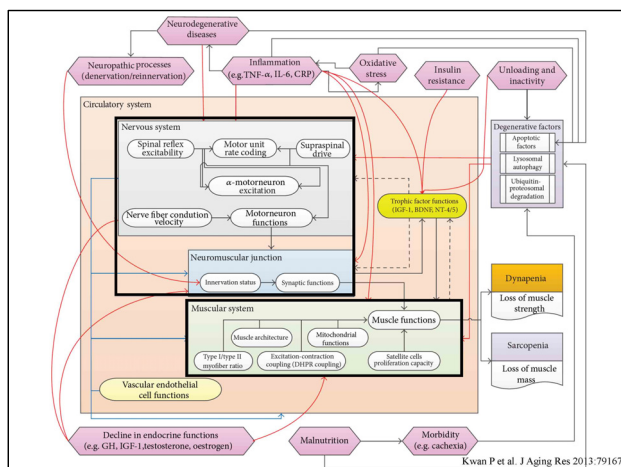 Neurodegenerative
diseases
Neuropathic processes
(denervation/reinnervation)
Inflammation
(e.g.TNF-α, IL-6, CRP)
Oxidative
stress
Insulin
resistance
Unloading and
inactivity
Circulatory system
Nervous system
Spinal reflex
excitability
Motor unit
rate coding
Supraspinal
drive
α-motorneuron
excitation
Nerve fiber condution
velocity
Motorneuron
functions
Degenerative factors
Apoptotic
factors
Lysosomal
autophagy
Ubiquitin-
proteosomal
degradation
Trophic factor functions
(IGF-1, BDNF, NT-4/5)
Neuromuscular junction
Innervation status
Synaptic functions
Muscular system
Muscle functions
Muscle architecture
Mitochondrial
functions
Type I/type II
myofiber ratio
Excitation-contraction
coupling (DHPR coupling)
Satellite cells
proliferation capacity
Dynapenia
Loss of muscle
strength
Sarcopenia
Loss of muscle
mass
Vascular endothelial
cell functions
Decline in endocrine functions
(e.g. GH, IGF-1,testosterone, oestrogen)
Malnutrition
Morbidity
(e.g. cachexia)
Kwan P et al. J Aging Res 2013:79167